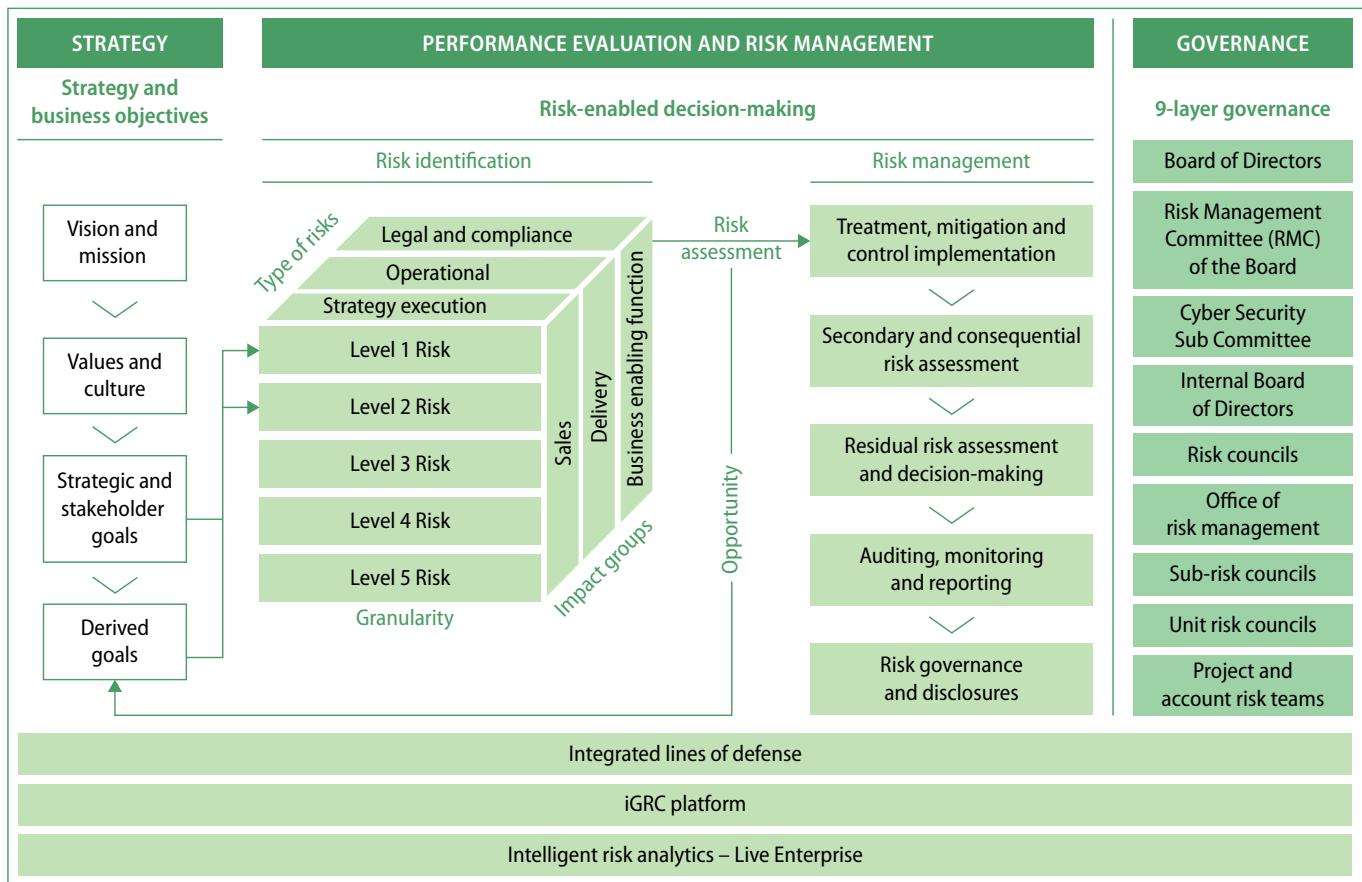 STRATEGY
Strategy and
business objectives
Vision and
mission
Values and
culture
Strategic and
stakeholder
goals
Derived
goals
PERFORMANCE EVALUATION AND RISK MANAGEMENT
Risk-enabled decision-making
Risk identification
Type of risks
Legal and compliance
Operational
Strategy execution
Level 1 Risk
Level 2 Risk
Level 3 Risk
Level 4 Risk
Level 5 Risk
Granularity
Sales
Delivery
Business enabling function
Impact groups
Risk
assessment
Opportunity
Risk management
Treatment, mitigation and
control implementation
Secondary and consequential
risk assessment
Residual risk assessment
and decision-making
Auditing, monitoring
and reporting
Risk governance
and disclosures
GOVERNANCE
9-layer governance
Board of Directors
Risk Management
Committee (RMC)
of the Board
Cyber Security
Sub Committee
Internal Board
of Directors
Risk councils
Office of
risk management
Sub-risk councils
Unit risk councils
Project and
account risk teams
Integrated lines of defense
iGRC platform
Intelligent risk analytics – Live Enterprise